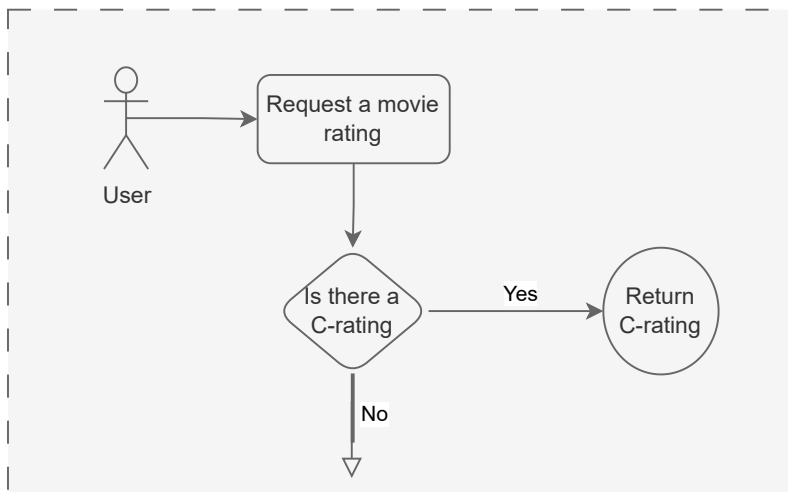 Request a movie
rating
User
Is there a
C-rating
Yes
Return
C-rating
No